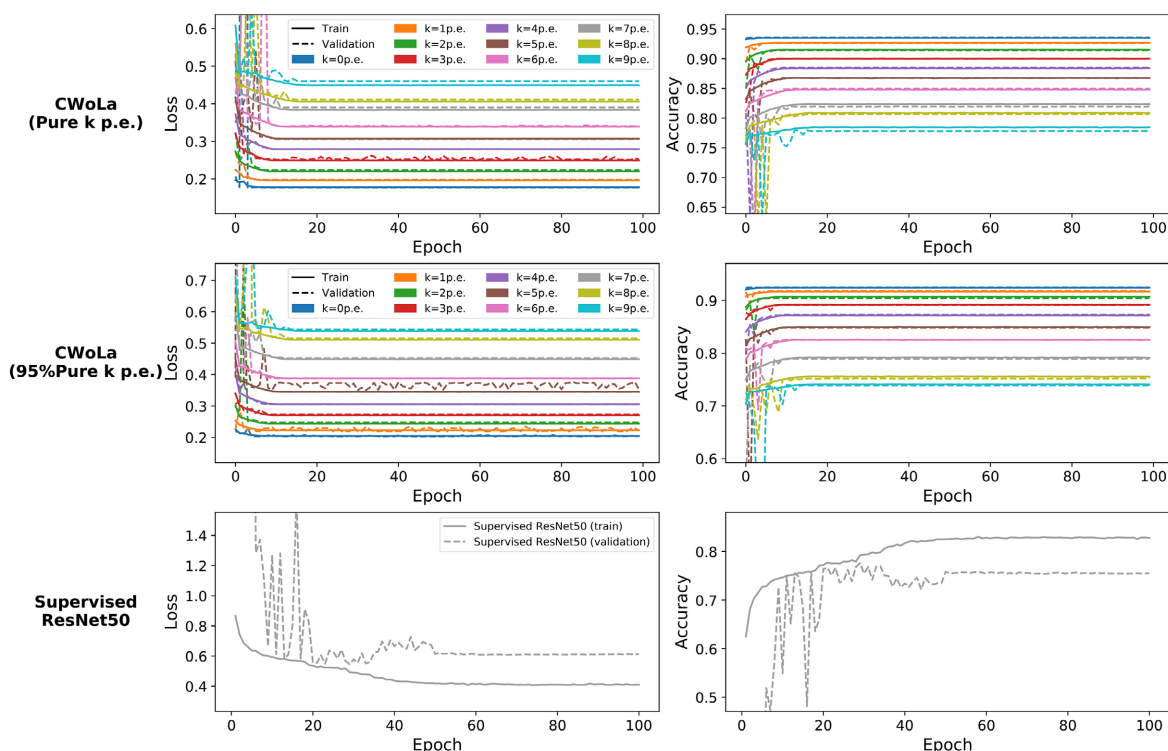 CWoLa
(Pure k p.e.)
Loss
0.6
0.5
0.4
0.3
0.2
Train
Validation
k=0p.e.
k=1p.e.
k=2p.e.
k=3p.e.
k=4p.e.
k=5p.e.
k=6p.e.
k=7p.e.
k=8p.e.
k=9p.e.
0 20 40 60 80 100
Epoch
Accuracy
0.95
0.90
0.85
0.80
0.75
0.70
0.65
0 20 40 60 80 100
Epoch
CWoLa
(95%Pure k p.e.)
Loss
0.7
0.6
0.5
0.4
0.3
0.2
Train
Validation
k=0p.e.
k=1p.e.
k=2p.e.
k=3p.e.
k=4p.e.
k=5p.e.
k=6p.e.
k=7p.e.
k=8p.e.
k=9p.e.
0 20 40 60 80 100
Epoch
Accuracy
0.9
0.8
0.7
0.6
0 20 40 60 80 100
Epoch
Supervised
ResNet50
Loss
1.4
1.2
1.0
0.8
0.6
0.4
Supervised ResNet50 (train)
Supervised ResNet50 (validation)
0 20 40 60 80 100
Epoch
Accuracy
0.8
0.7
0.6
0.5
0 20 40 60 80 100
Epoch